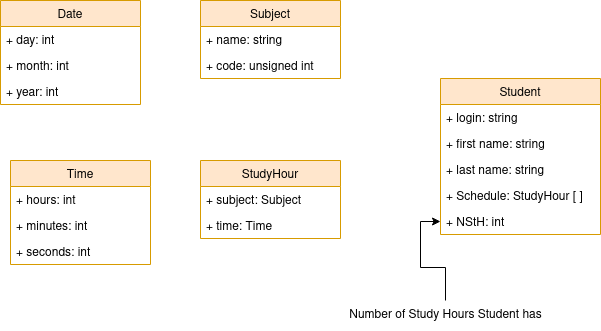 Date
+ day: int
+ month: int
+ year: int
Subject
+ name: string
+ code: unsigned int
Student
+ login: string
+ first name: string
+ last name: string
+ Schedule: StudyHour [ ]
+ NStH: int
Time
+ hours: int
+ minutes: int
+ seconds: int
StudyHour
+ subject: Subject
+ time: Time
Number of Study Hours Student has